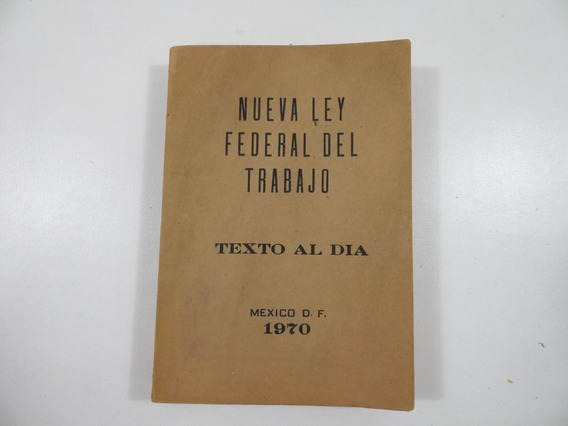 NUEVA LEY
FEDERAL DEL
TRABAJO
TEXTO AL DIA
MEXICO D. F.
1970